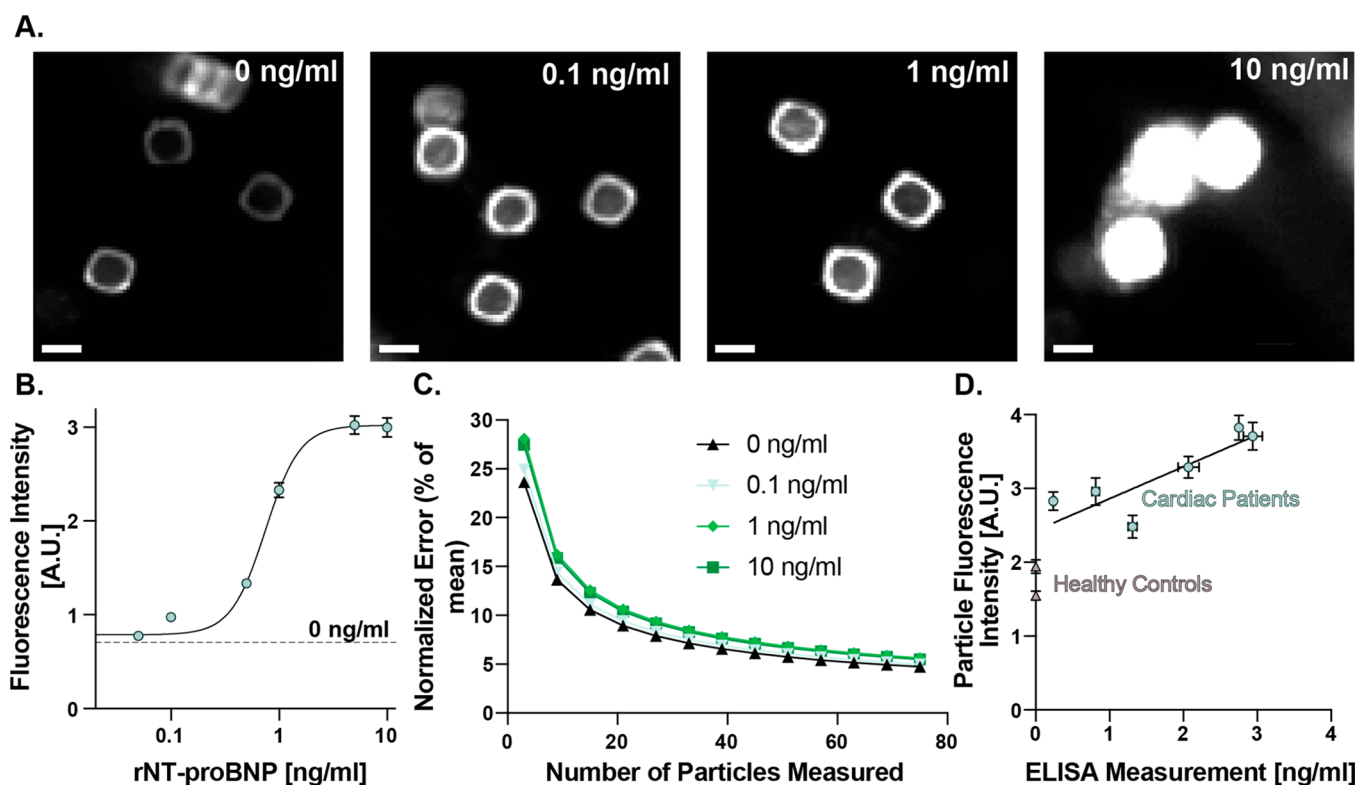 A.
0 ng/ml
0.1 ng/ml
1 ng/ml
10 ng/ml
B.
Fluorescence Intensity
[A.U.]
3
2
1
0
0 ng/ml
0.1
1
10
rNT-proBNP [ng/ml]
C.
Normalized Error (% of
mean)
30
25
20
15
10
5
0
0 ng/ml
0.1 ng/ml
1 ng/ml
10 ng/ml
0
20
40
60
80
Number of Particles Measured
D.
Particle Fluorescence
Intensity [A.U.]
4
3
2
1
0
Cardiac Patients
Healthy Controls
0
1
2
3
4
ELISA Measurement [ng/ml]